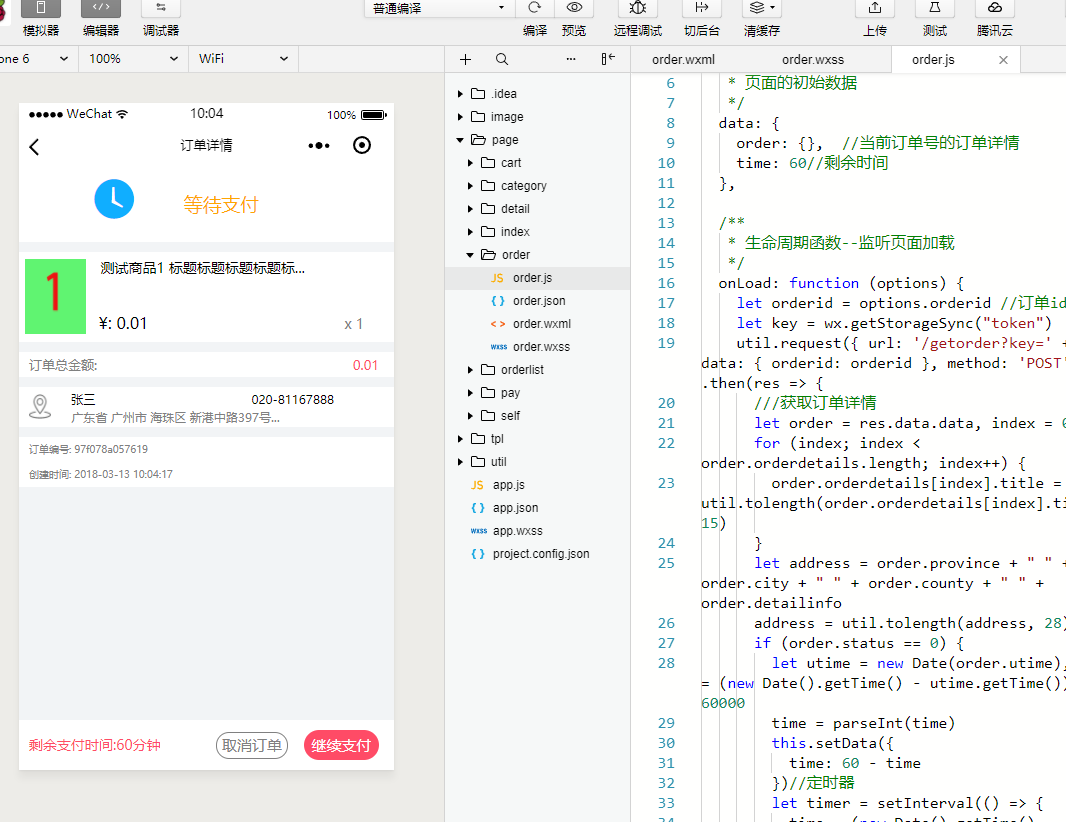 普通编译
模拟器 编辑器 调试器 编译 预览 远程调试 切后台 清缓存 上传 测试 腾讯云
one 6 100% WiFi
WeChat 10:04 100%
订单详情
等待支付
1
测试商品1 标题标题标题标题标...
¥: 0.01 x 1
订单总金额: 0.01
张三 020-81167888
广东省 广州市 海珠区 新港中路397号...
订单编号: 97f078a057619
创建时间: 2018-03-13 10:04:17
剩余支付时间:60分钟 取消订单 继续支付
.idea
image
page
cart
category
detail
index
order
JS order.js
{ } order.json
< > order.wxml
wxss order.wxss
orderlist
pay
self
tpl
util
JS app.js
{ } app.json
wxss app.wxss
{ } project.config.json
order.wxml order.wxss order.js
6 * 页面的初始数据
7 */
8 data: {
9 order: {}, //当前订单号的订单详情
10 time: 60//剩余时间
11 },
12
13 /**
14 * 生命周期函数--监听页面加载
15 */
16 onLoad: function (options) {
17 let orderid = options.orderid //订单id
18 let key = wx.getStorageSync("token")
19 util.request({ url: '/getorder?key=' +
data: { orderid: orderid }, method: 'POST'
.then(res => {
20 ///获取订单详情
21 let order = res.data.data, index = 0
22 for (index; index <
order.orderdetails.length; index++) {
23 order.orderdetails[index].title =
util.tolength(order.orderdetails[index].ti
15)
24 }
25 let address = order.province + " " +
order.city + " " + order.county + " " +
order.detailinfo
26 address = util.tolength(address, 28)
27 if (order.status == 0) {
28 let utime = new Date(order.utime),
= (new Date().getTime() - utime.getTime())
60000
29 time = parseInt(time)
30 this.setData({
31 time: 60 - time
32 })//定时器
33 let timer = setInterval(() => {